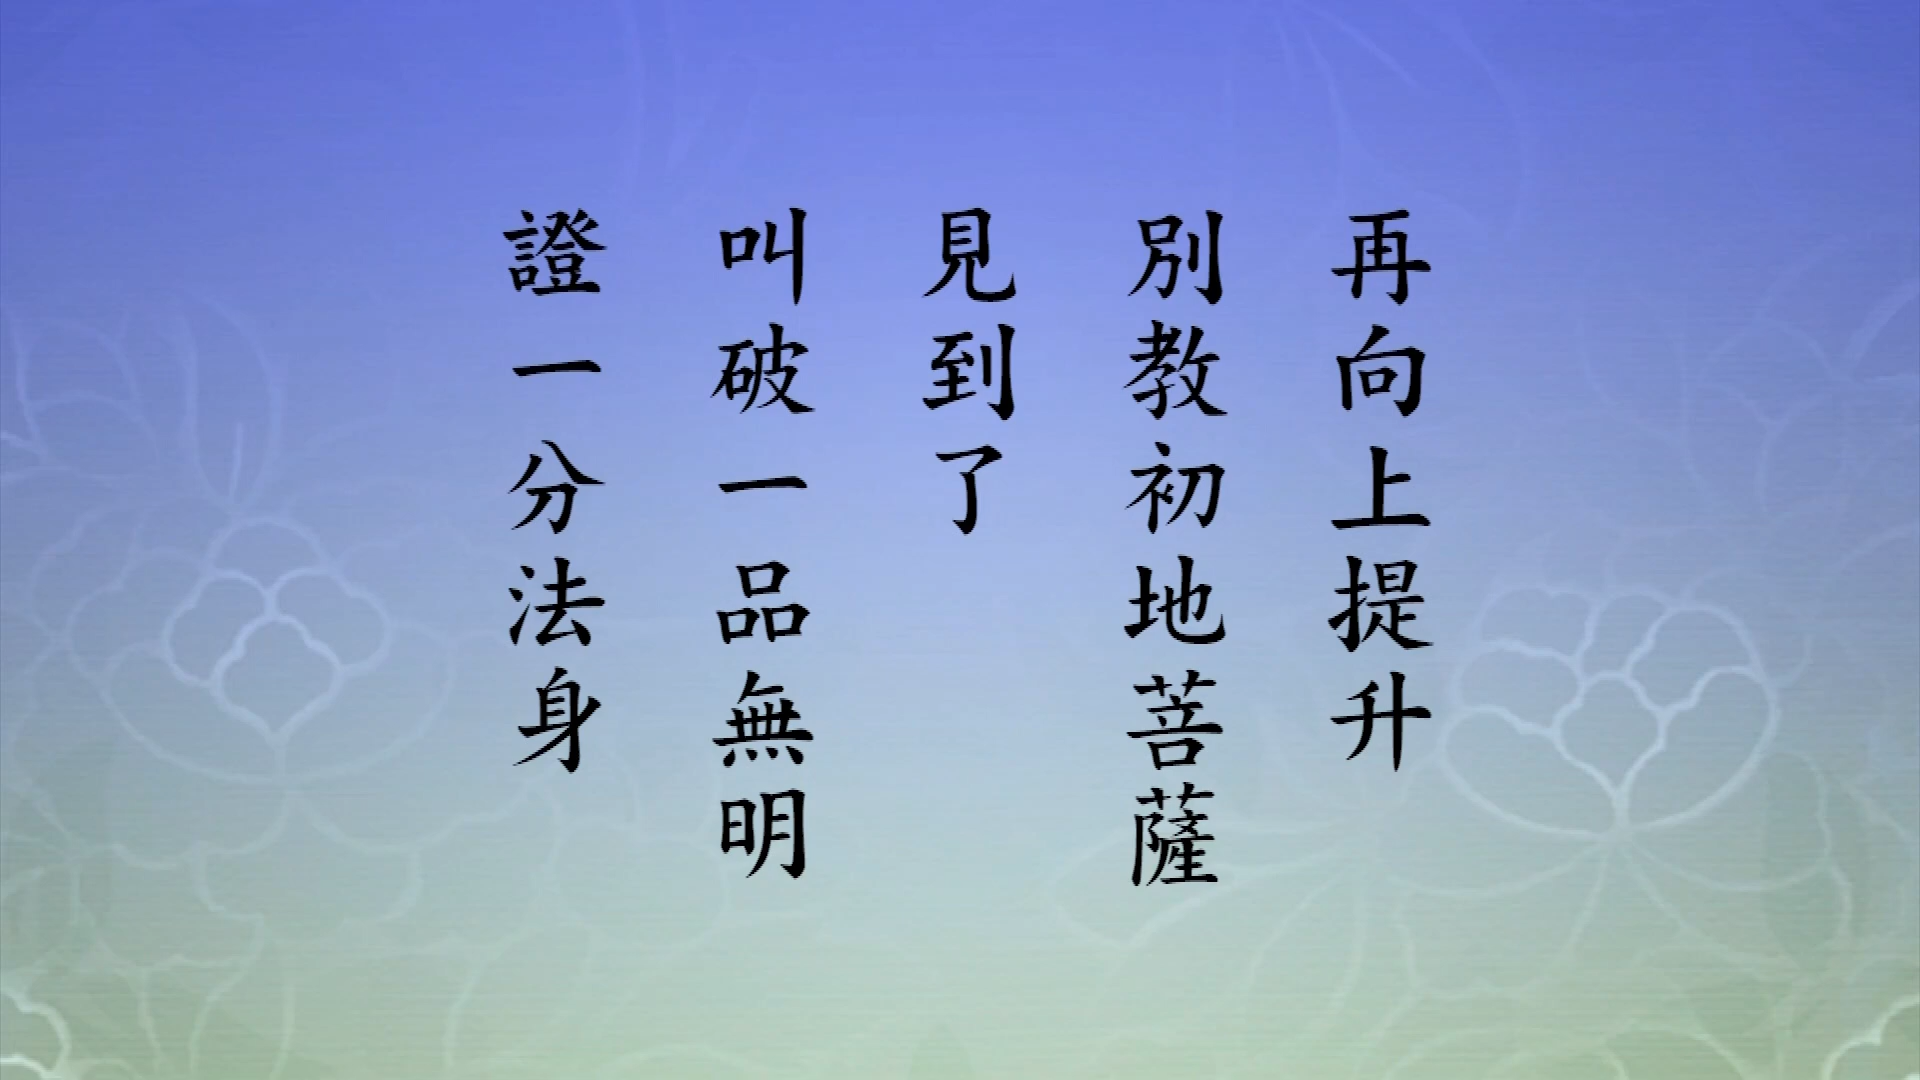 再向上提升
別教初地菩薩
見到了
叫破一品無明
證一分法身